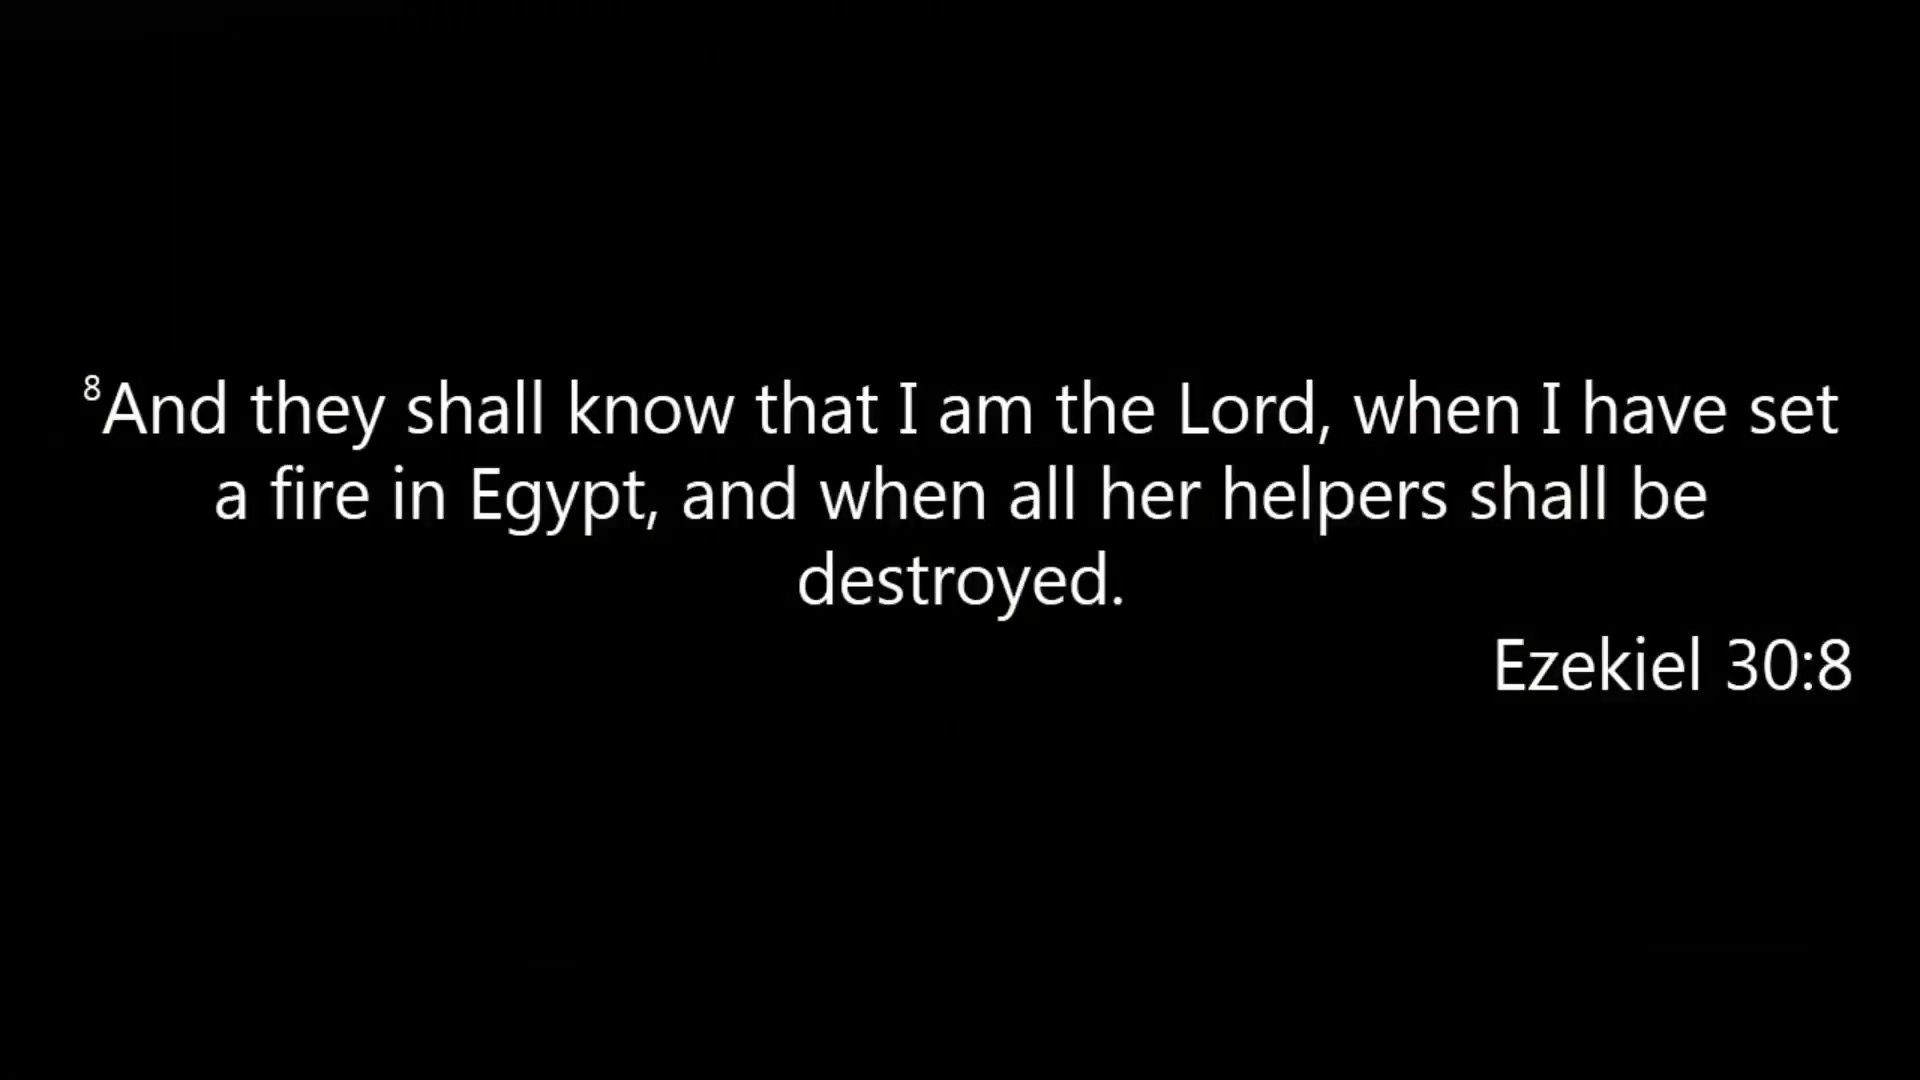 ⁸And they shall know that I am the Lord, when I have set
a fire in Egypt, and when all her helpers shall be
destroyed.
Ezekiel 30:8